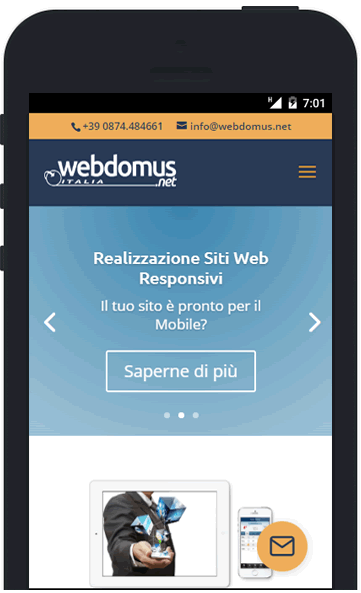 H 7:01
+39 0874.484661 info@webdomus.net
webdomus
ITALIA .net
Realizzazione Siti Web
Responsivi
Il tuo sito è pronto per il
Mobile?
Saperne di più